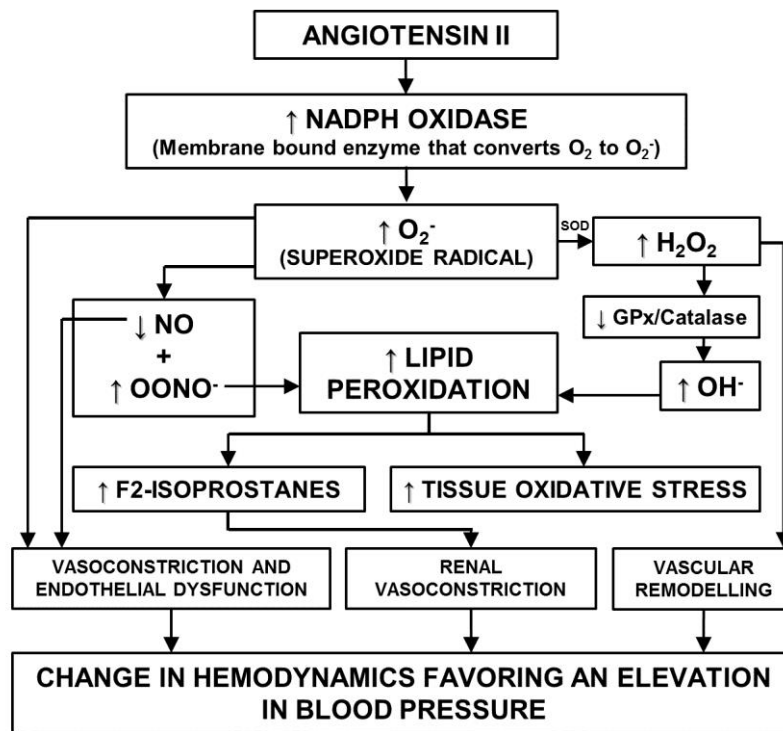 ANGIOTENSIN II
↑ NADPH OXIDASE
(Membrane bound enzyme that converts O₂ to O₂⁻)
↑ O₂⁻
(SUPEROXIDE RADICAL)
SOD
↑ H₂O₂
↓ NO
+
↑ OONO⁻
↑ LIPID
PEROXIDATION
↓ GPx/Catalase
↑ OH⁻
↑ F2-ISOPROSTANES
↑ TISSUE OXIDATIVE STRESS
VASOCONSTRICTION AND
ENDOTHELIAL DYSFUNCTION
RENAL
VASOCONSTRICTION
VASCULAR
REMODELLING
CHANGE IN HEMODYNAMICS FAVORING AN ELEVATION
IN BLOOD PRESSURE